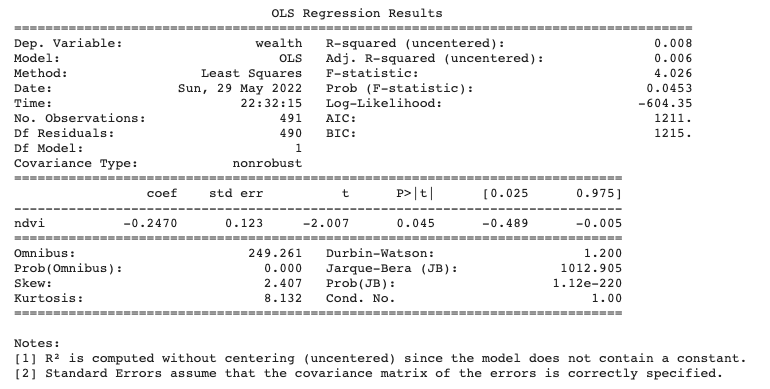 OLS Regression Results
==============================================================================
Dep. Variable: wealth R-squared (uncentered): 0.008
Model: OLS Adj. R-squared (uncentered): 0.006
Method: Least Squares F-statistic: 4.026
Date: Sun, 29 May 2022 Prob (F-statistic): 0.0453
Time: 22:32:15 Log-Likelihood: -604.35
No. Observations: 491 AIC: 1211.
Df Residuals: 490 BIC: 1215.
Df Model: 1
Covariance Type: nonrobust
==============================================================================
coef std err t P>|t| [0.025 0.975]
------------------------------------------------------------------------------
ndvi -0.2470 0.123 -2.007 0.045 -0.489 -0.005
==============================================================================
Omnibus: 249.261 Durbin-Watson: 1.200
Prob(Omnibus): 0.000 Jarque-Bera (JB): 1012.905
Skew: 2.407 Prob(JB): 1.12e-220
Kurtosis: 8.132 Cond. No. 1.00
==============================================================================
Notes:
[1] R² is computed without centering (uncentered) since the model does not contain a constant.
[2] Standard Errors assume that the covariance matrix of the errors is correctly specified.